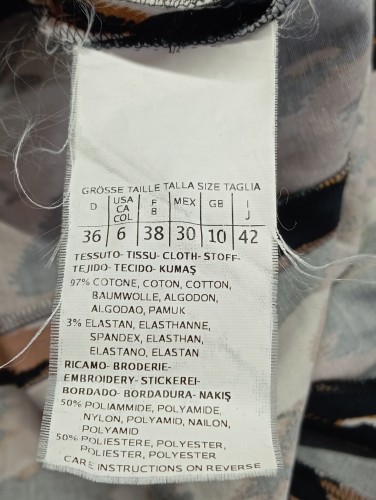 GRÖSSE TAILLE TALLA SIZE TAGLIA
D USA CA COL F B MEX GB I J
36 6 38 30 10 42
TESSUTO-TISSU-CLOTH-STOFF-
TEJIDO-TECIDO-KUMAŞ
97% COTONE, COTON, COTTON,
BAUMWOLLE, ALGODON,
ALGODAO, PAMUK
3% ELASTAN, ELASTHANNE,
SPANDEX, ELASTHAN,
ELASTANO, ELASTAN
RICAMO-BRODERIE-
EMBROIDERY-STICKEREI-
BORDADO-BORDADURA-NAKIŞ
50% POLIAMMIDE, POLYAMIDE,
NYLON, POLYAMID, NAILON,
POLYAMID
50% POLIESTERE, POLYESTER,
POLIESTER, POLYESTER
CARE INSTRUCTIONS ON REVERSE